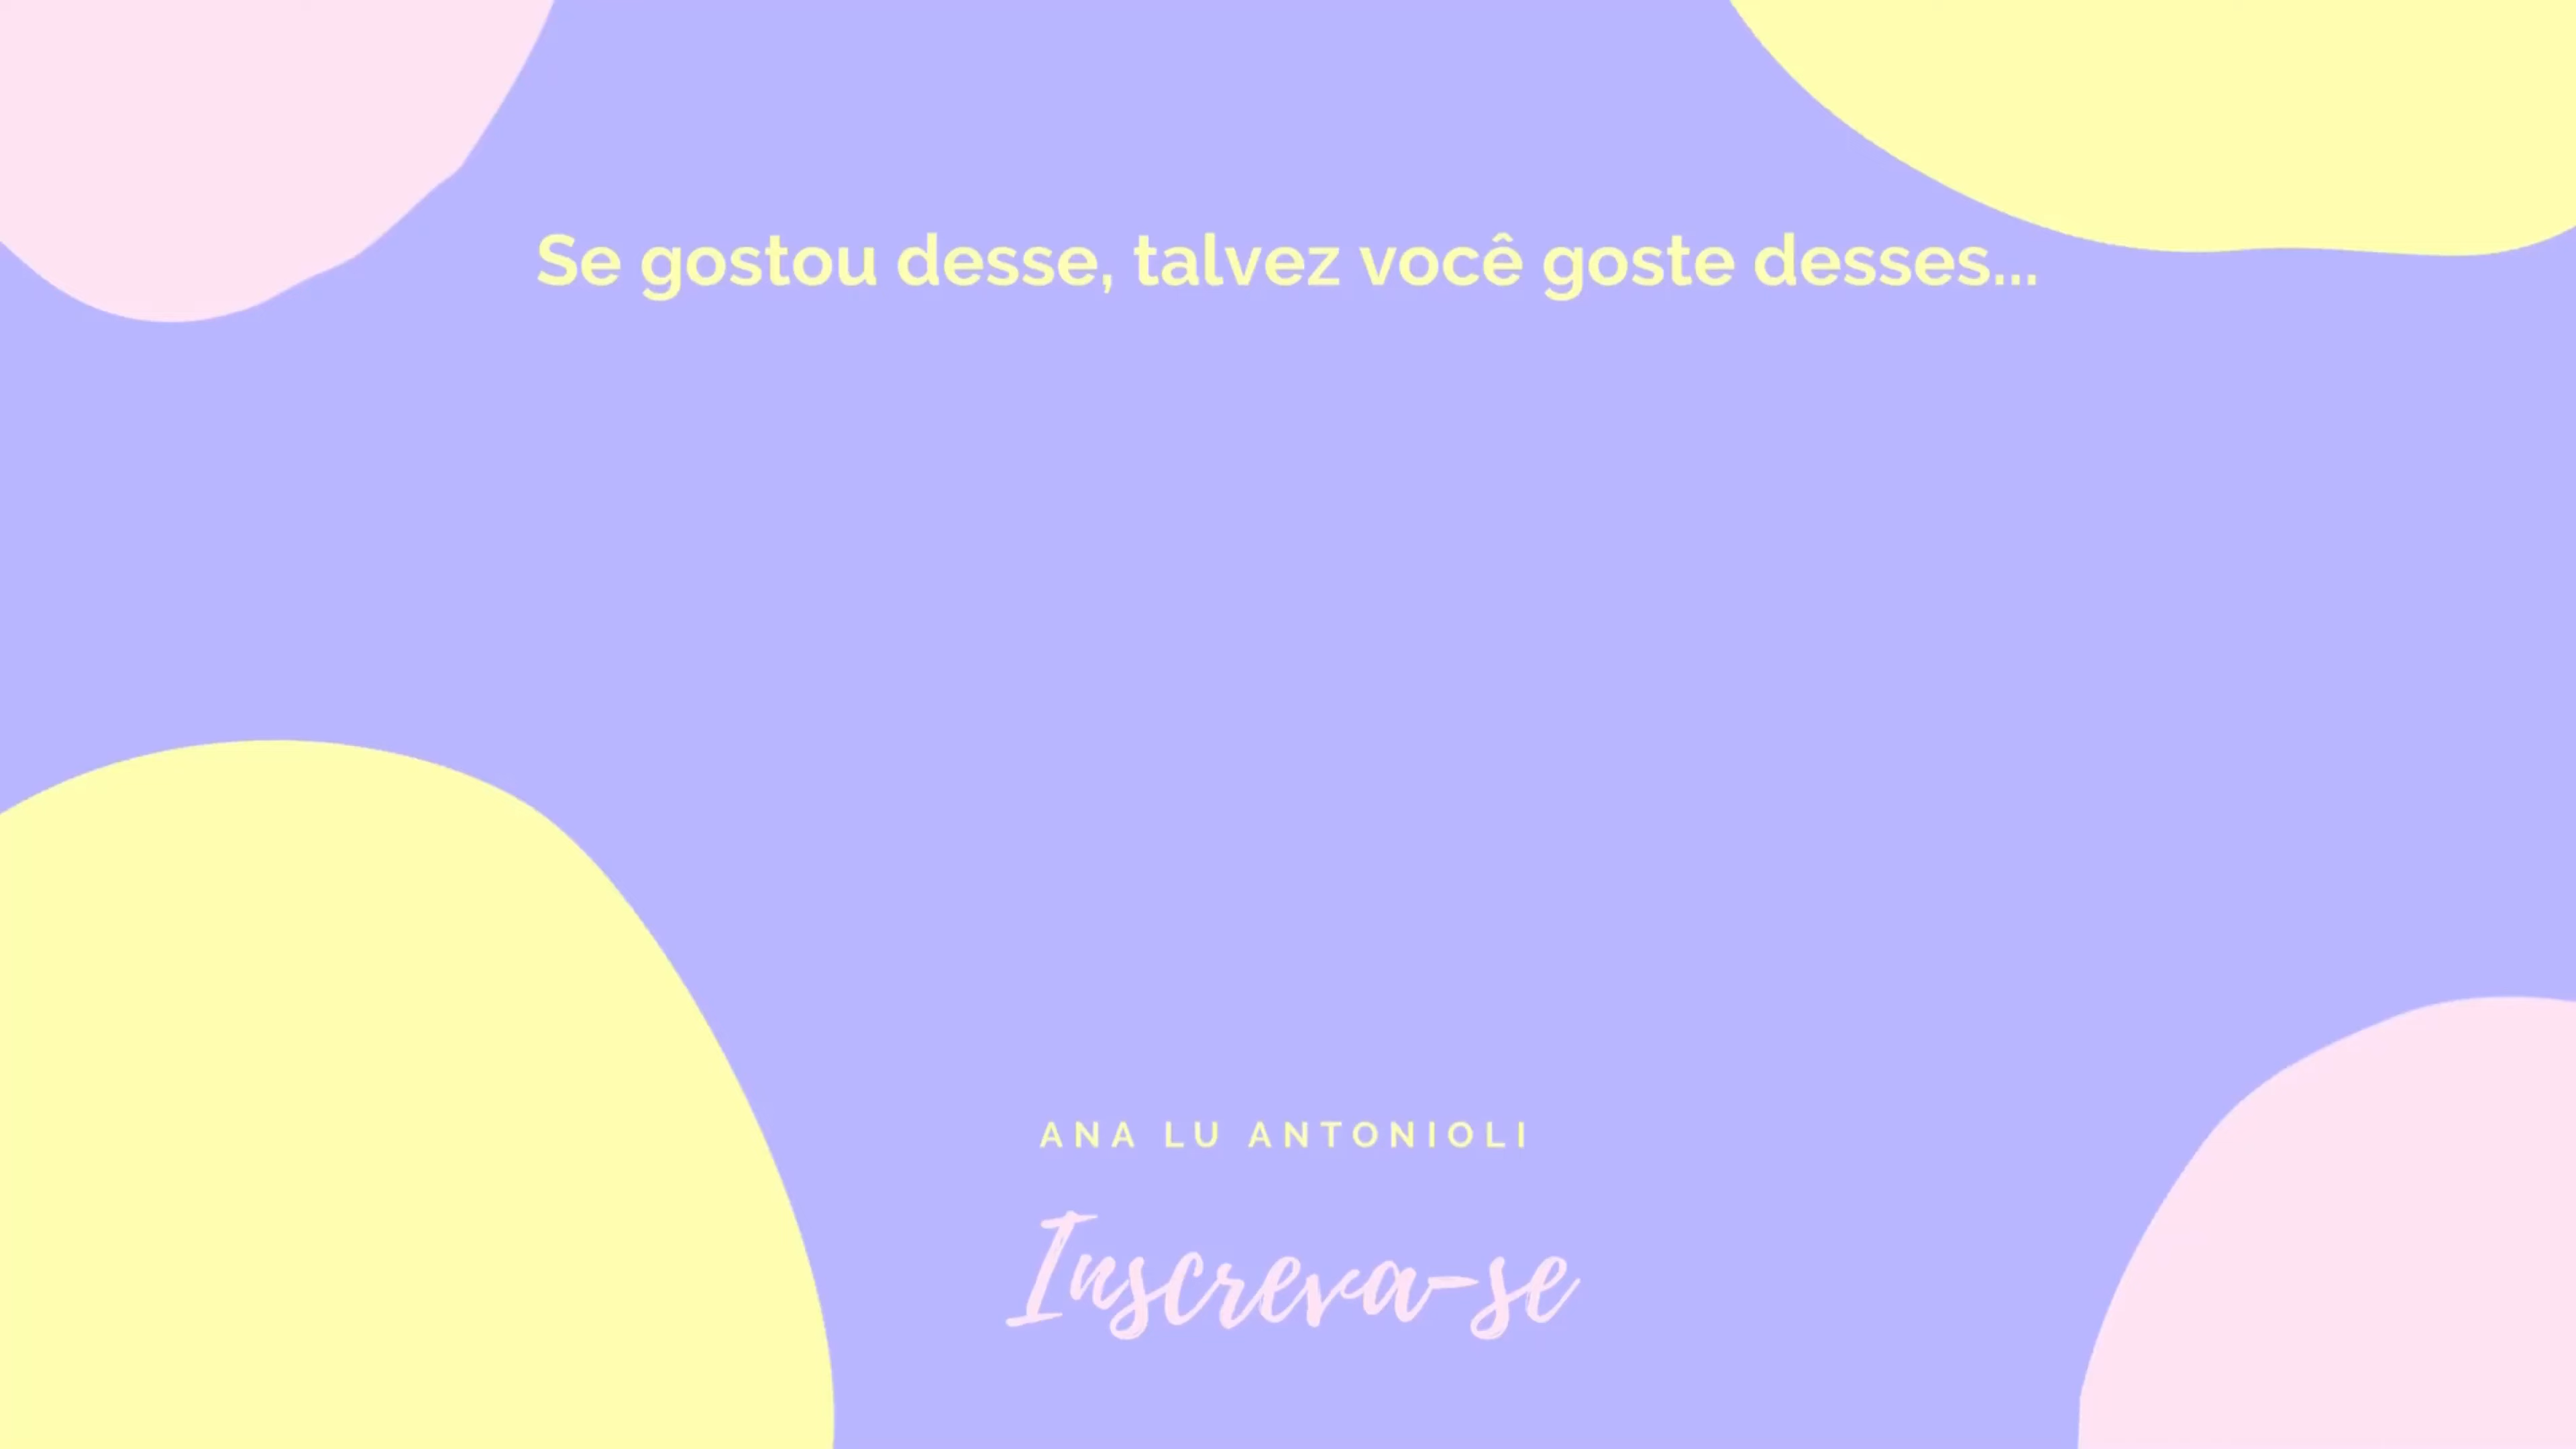 Se gostou desse, talvez você goste desses...
ANA LU ANTONIOLI
Inscreva-se